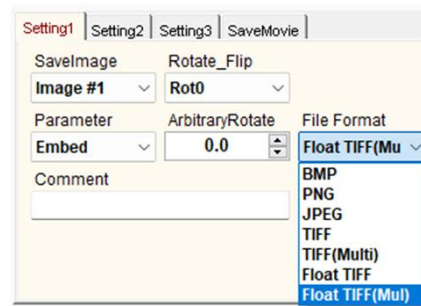 Setting1 Setting2 Setting3 SaveMovie
SaveImage Rotate_Flip
Image #1 Rot0
Parameter ArbitraryRotate File Format
Embed 0.0 Float TIFF(Mu
Comment
BMP
PNG
JPEG
TIFF
TIFF(Multi)
Float TIFF
Float TIFF(Mul)